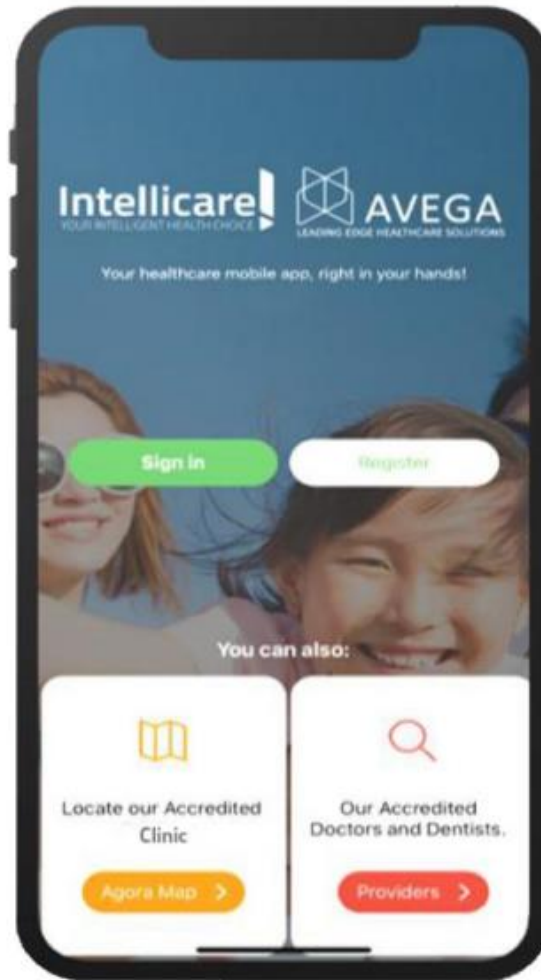 Intellicare!
YOUR INTELLIGENT HEALTH CHOICE
AVEGA
LEADING EDGE HEALTHCARE SOLUTIONS
Your healthcare mobile app, right in your hands!
Sign in
Register
You can also:
Locate our Accredited
Clinic
Agora Map >
Our Accredited
Doctors and Dentists.
Providers >